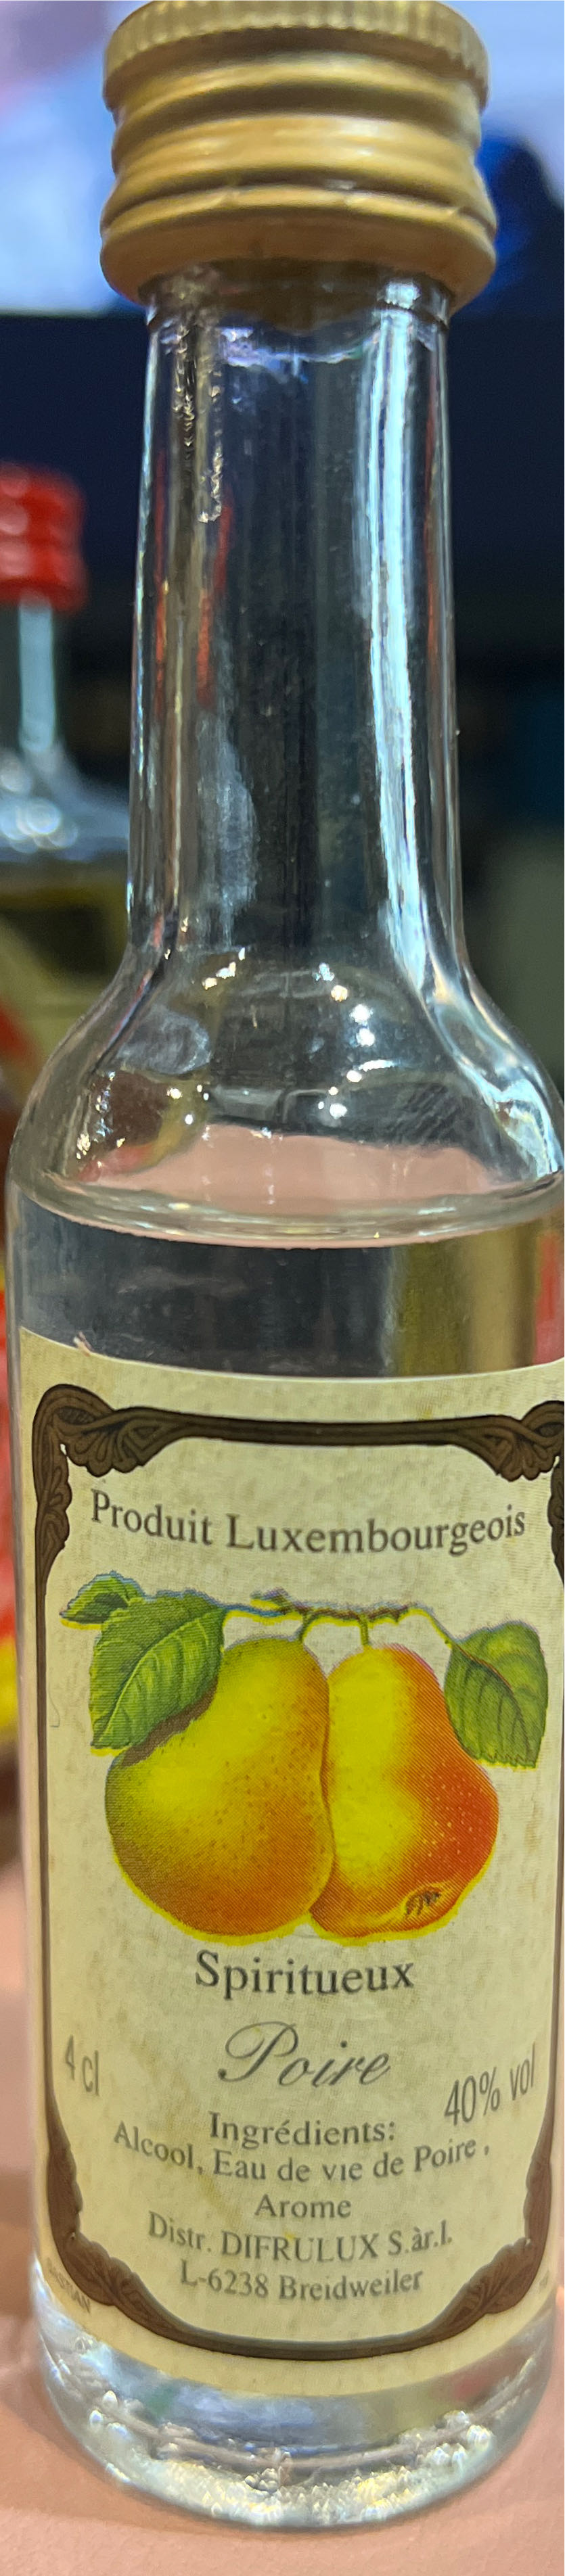 Produit Luxembourgeois
Spiritueux
Poire
4 cl
40% vol
Ingrédients:
Alcool, Eau de vie de Poire,
Arome
Distr. DIFRULUX S.àr.l.
L-6238 Breidweiler